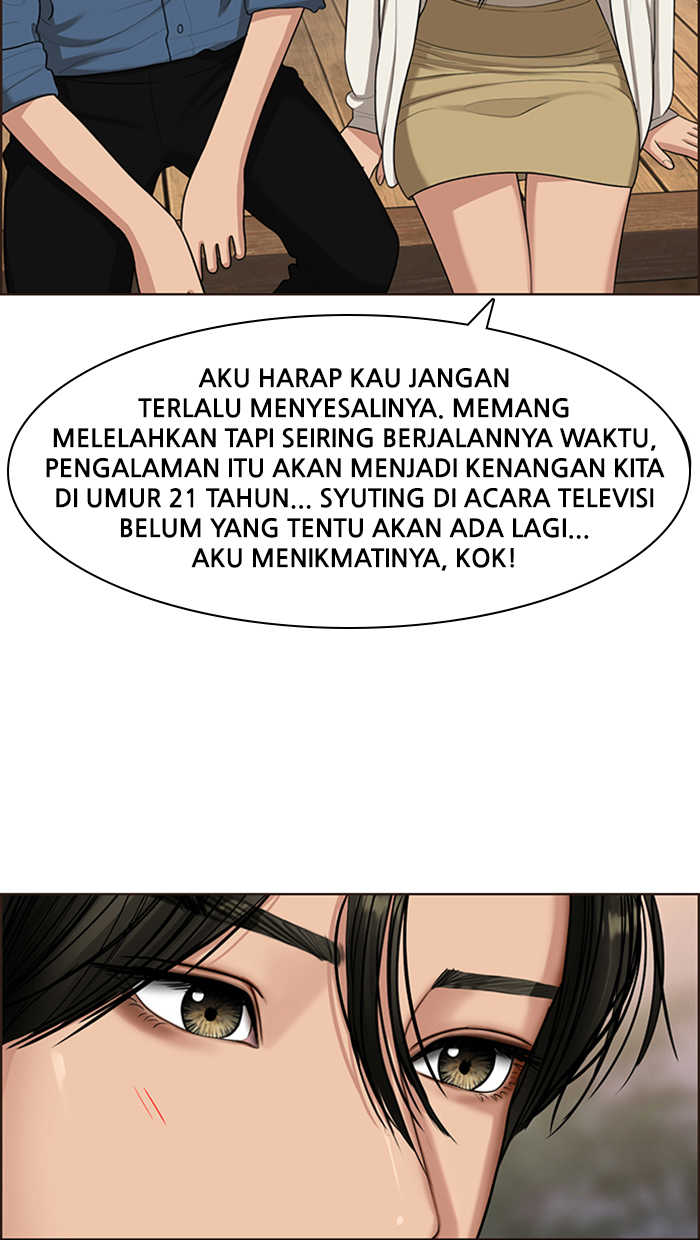 AKU HARAP KAU JANGAN
TERLALU MENYESALINYA. MEMANG
MELELAHKAN TAPI SEIRING BERJALANNYA WAKTU,
PENGALAMAN ITU AKAN MENJADI KENANGAN KITA
DI UMUR 21 TAHUN... SYUTING DI ACARA TELEVISI
BELUM YANG TENTU AKAN ADA LAGI...
AKU MENIKMATINYA, KOK!